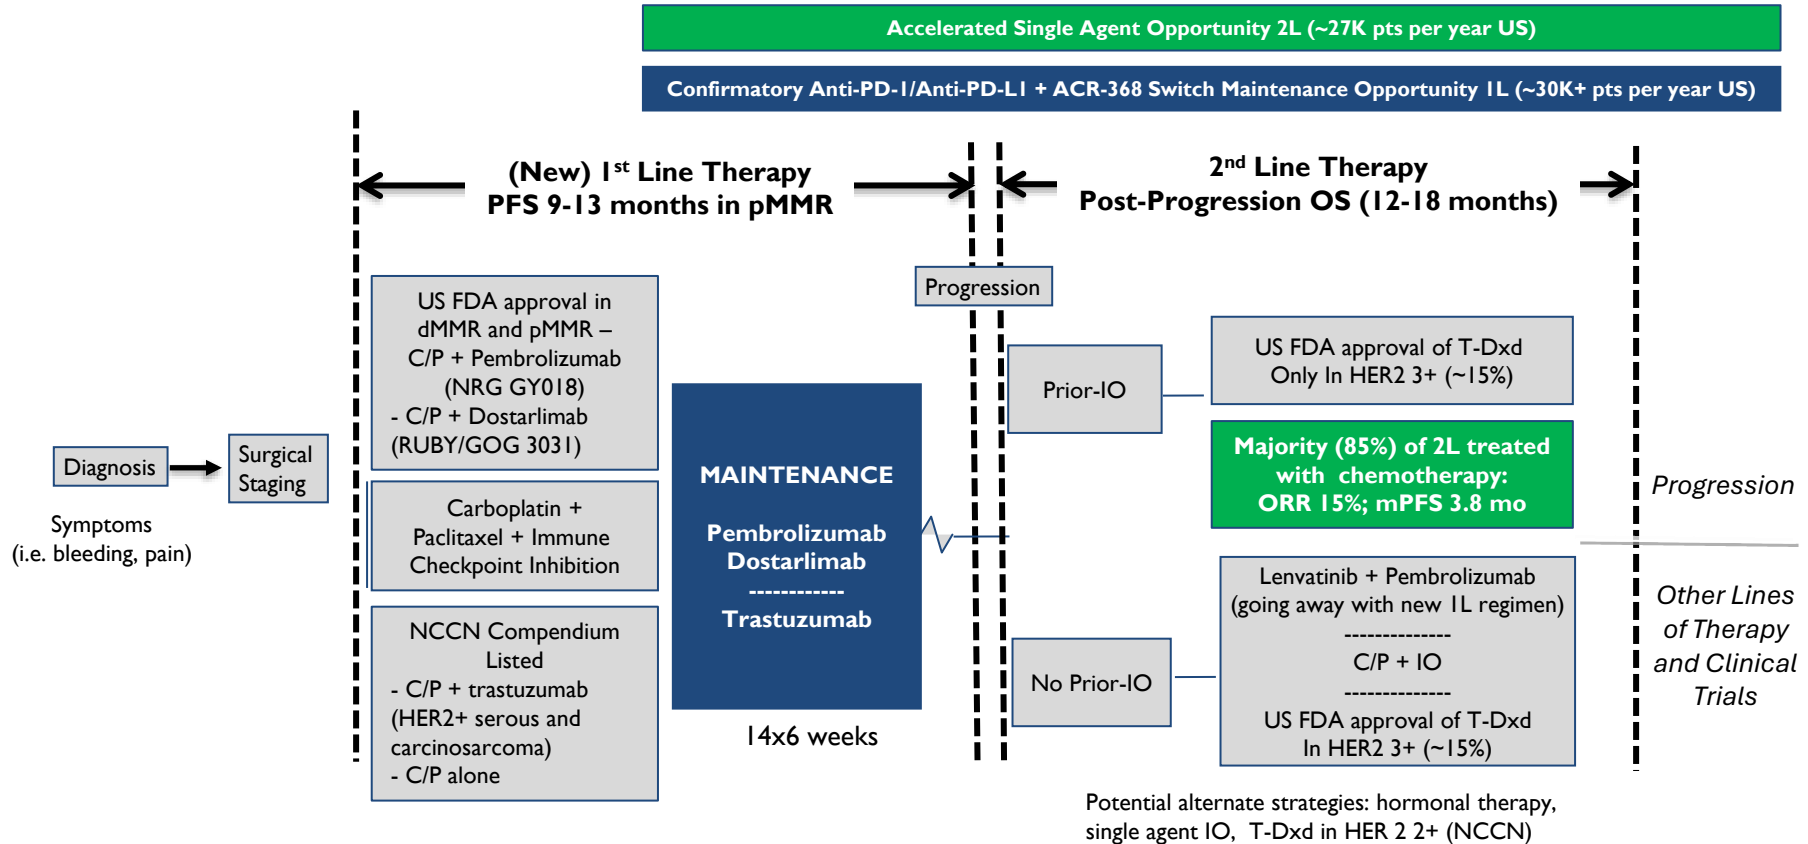 Accelerated Single Agent Opportunity 2L (~27K pts per year US)
Confirmatory Anti-PD-1/Anti-PD-L1 + ACR-368 Switch Maintenance Opportunity 1L (~30K+ pts per year US)
(New) 1st Line Therapy
PFS 9-13 months in pMMR
2nd Line Therapy
Post-Progression OS (12-18 months)
Diagnosis
Symptoms
(i.e. bleeding, pain)
Surgical
Staging
US FDA approval in
dMMR and pMMR –
C/P + Pembrolizumab
(NRG GY018)
- C/P + Dostarlimab
(RUBY/GOG 3031)
Carboplatin +
Paclitaxel + Immune
Checkpoint Inhibition
NCCN Compendium
Listed
- C/P + trastuzumab
(HER2+ serous and
carcinosarcoma)
- C/P alone
MAINTENANCE
Pembrolizumab
Dostarlimab
------------
Trastuzumab
14x6 weeks
Progression
Prior-IO
US FDA approval of T-Dxd
Only In HER2 3+ (~15%)
Majority (85%) of 2L treated
with chemotherapy:
ORR 15%; mPFS 3.8 mo
No Prior-IO
Lenvatinib + Pembrolizumab
(going away with new 1L regimen)
--------------
C/P + IO
--------------
US FDA approval of T-Dxd
In HER2 3+ (~15%)
Potential alternate strategies: hormonal therapy,
single agent IO, T-Dxd in HER 2 2+ (NCCN)
Progression
Other Lines
of Therapy
and Clinical
Trials